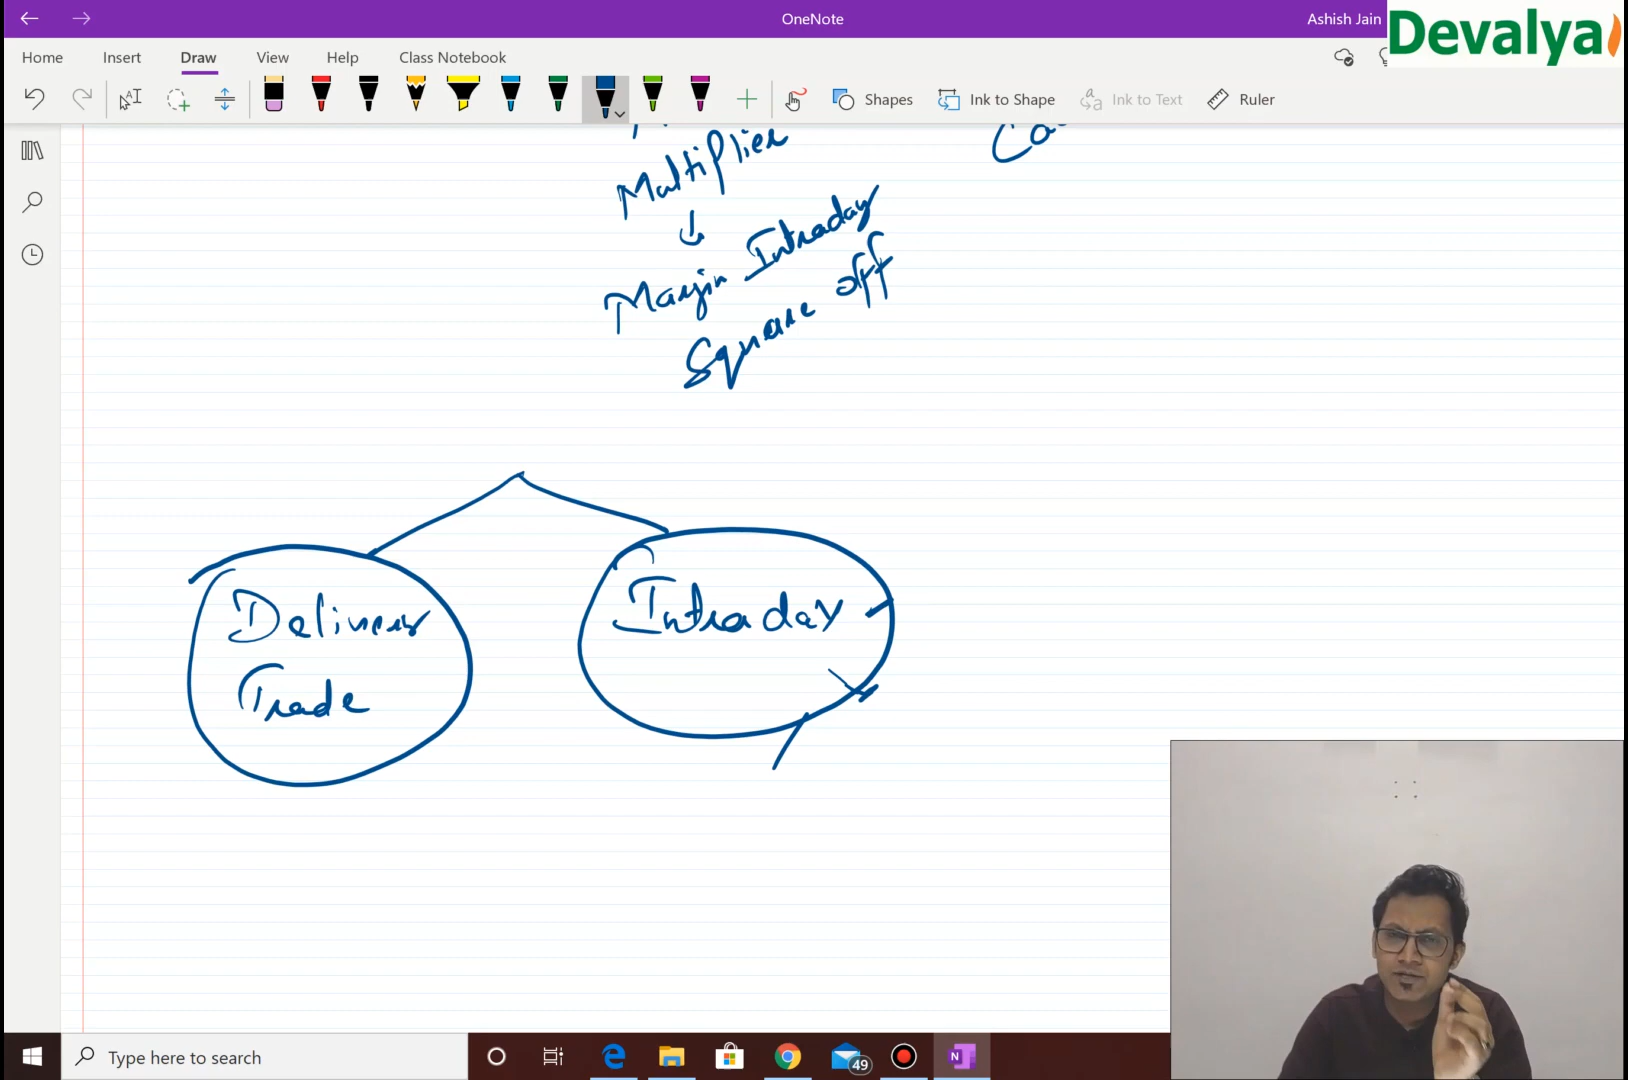 OneNote
Ashish Jain
Devalya
Home Insert Draw View Help Class Notebook
Shapes Ink to Shape Ink to Text Ruler
Multiplier
Margin Intraday
Square off
Delivery
Trade
Intraday
Type here to search
49
N